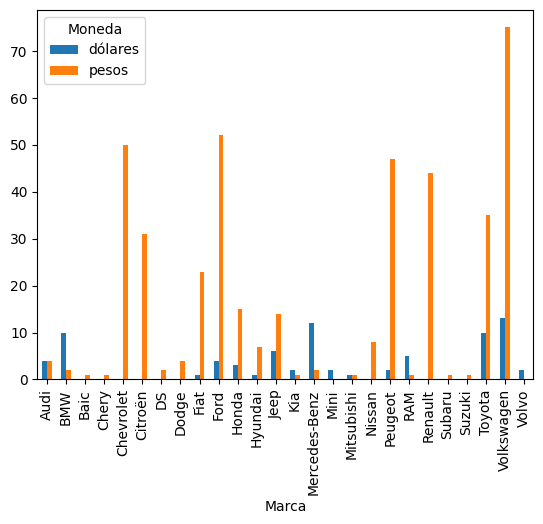 Moneda
dólares
pesos
70
60
50
40
30
20
10
0
Audi
BMW
Baic
Chery
Chevrolet
Citroën
DS
Dodge
Fiat
Ford
Honda
Hyundai
Jeep
Kia
Mercedes-Benz
Mini
Mitsubishi
Nissan
Peugeot
RAM
Renault
Subaru
Suzuki
Toyota
Volkswagen
Volvo
Marca